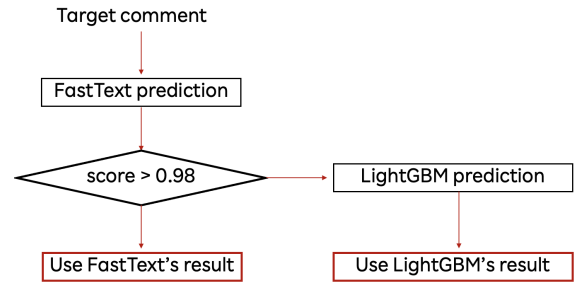 Target comment
FastText prediction
score > 0.98
LightGBM prediction
Use FastText's result
Use LightGBM's result